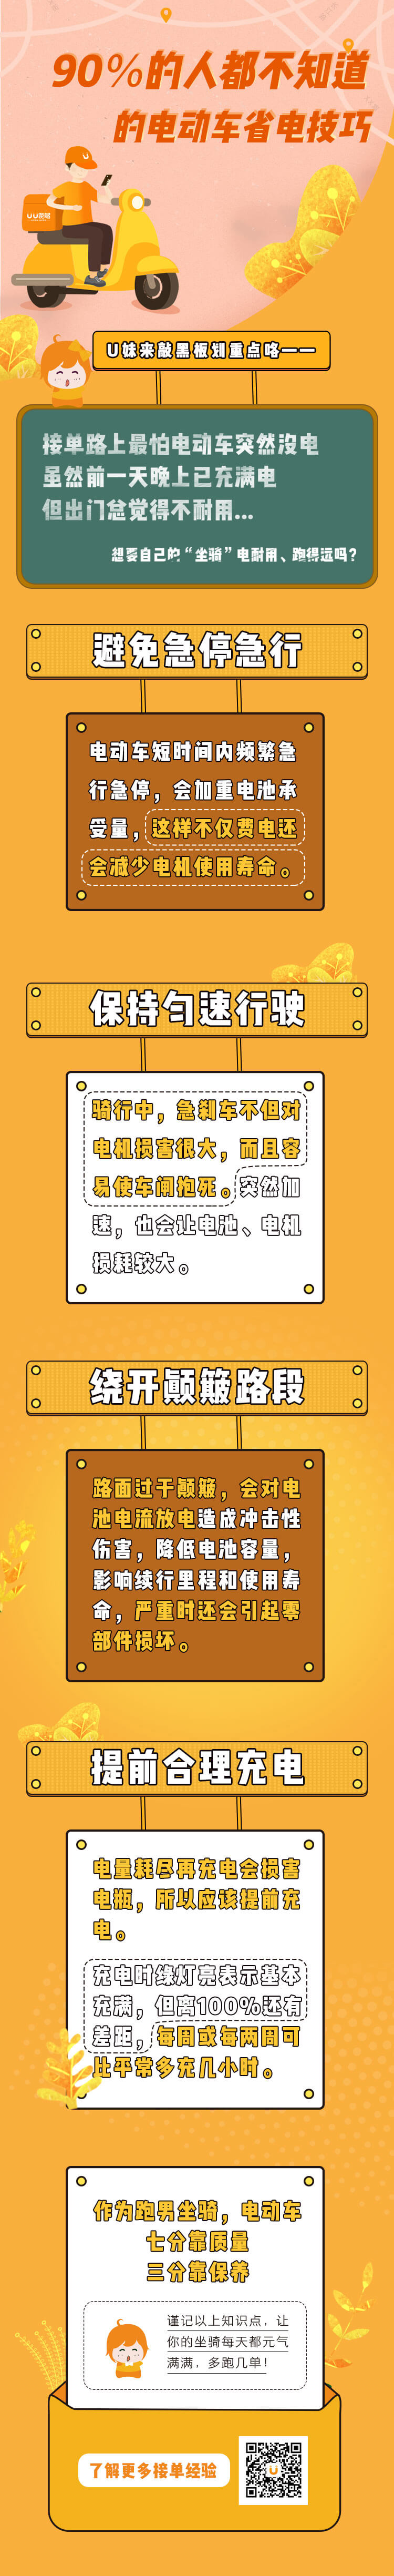 90%的人都不知道
的电动车省电技巧
UU跑腿
U妹来敲黑板划重点咯——
接单路上最怕电动车突然没电
虽然前一天晚上已充满电
但出门总觉得不耐用...
想要自己的“坐骑”电耐用、跑得远吗?
避免急停急行
电动车短时间内频繁急
行急停，会加重电池承
受量，这样不仅费电还
会减少电机使用寿命。
保持匀速行驶
骑行中，急刹车不但对
电机损害很大，而且容
易使车闸抱死。突然加
速，也会让电池、电机
损耗较大。
绕开颠簸路段
路面过于颠簸，会对电
池电流放电造成冲击性
伤害，降低电池容量，
影响续行里程和使用寿
命，严重时还会引起零
部件损坏。
提前合理充电
电量耗尽再充电会损害
电瓶，所以应该提前充
电。
充电时绿灯亮表示基本
充满，但离100%还有
差距，每周或每两周可
比平常多充几小时。
作为跑男坐骑，电动车
七分靠质量
三分靠保养
谨记以上知识点，让
你的坐骑每天都元气
满满，多跑几单！
了解更多接单经验